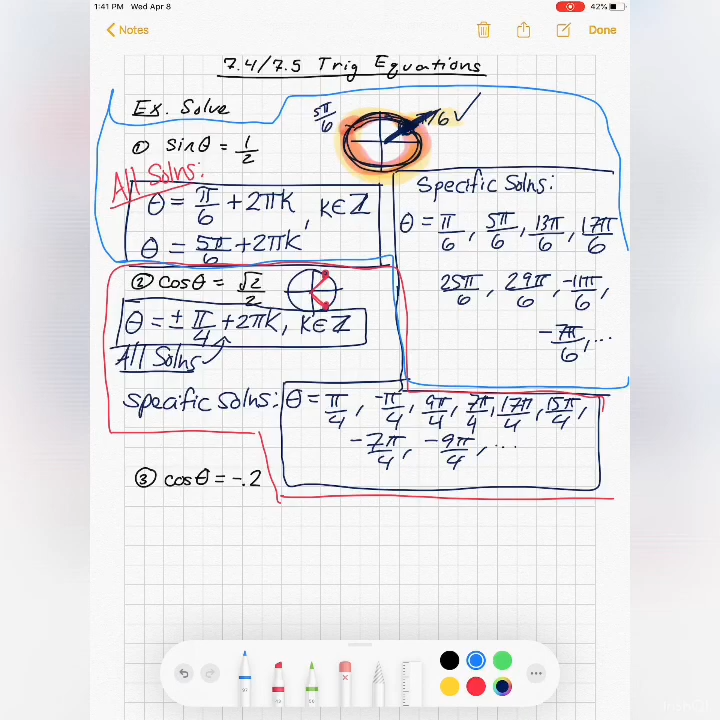 1:41 PM Wed Apr 8
42%
Notes
Done
7.4/7.5 Trig Equations
Ex. Solve
5π/6
π/6 ✓
① sinθ = 1/2
All Solns:
θ = π/6 + 2πk, k∈ℤ
θ = 5π/6 + 2πk
Specific Solns:
θ = π/6, 5π/6, 13π/6, 17π/6
25π/6, 29π/6, -11π/6,
-7π/6, ...
② cosθ = √2/2
θ = ± π/4 + 2πk, k∈ℤ
All Solns
Specific Solns: θ = π/4, -π/4, 9π/4, 7π/4, 17π/4, 15π/4,
-7π/4, -9π/4, ...
③ cosθ = -.2